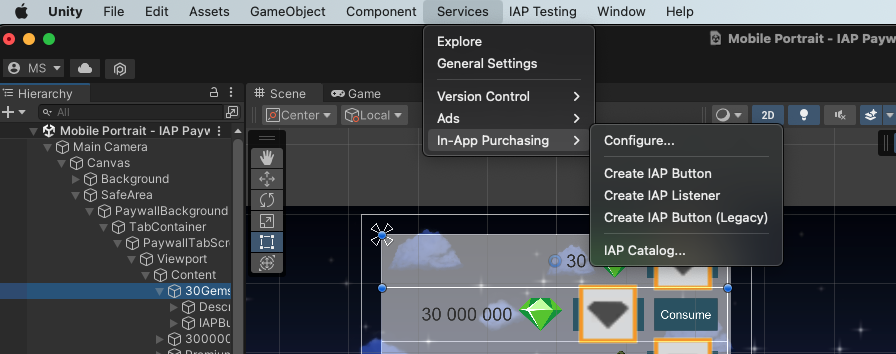 Unity File Edit Assets GameObject Component Services IAP Testing Window Help
Mobile Portrait - IAP Payw
MS
Explore
General Settings
Version Control
Ads
In-App Purchasing
Configure...
Create IAP Button
Create IAP Listener
Create IAP Button (Legacy)
IAP Catalog...
Hierarchy
All
Mobile Portrait - IAP Payw
Main Camera
Canvas
Background
SafeArea
PaywallBackground
TabContainer
PaywallTabScr
Viewport
Content
30Gems
Descr
IAPBu
300000
Premium
Scene Game
Center Local
2D
30
30 000 000
Consume